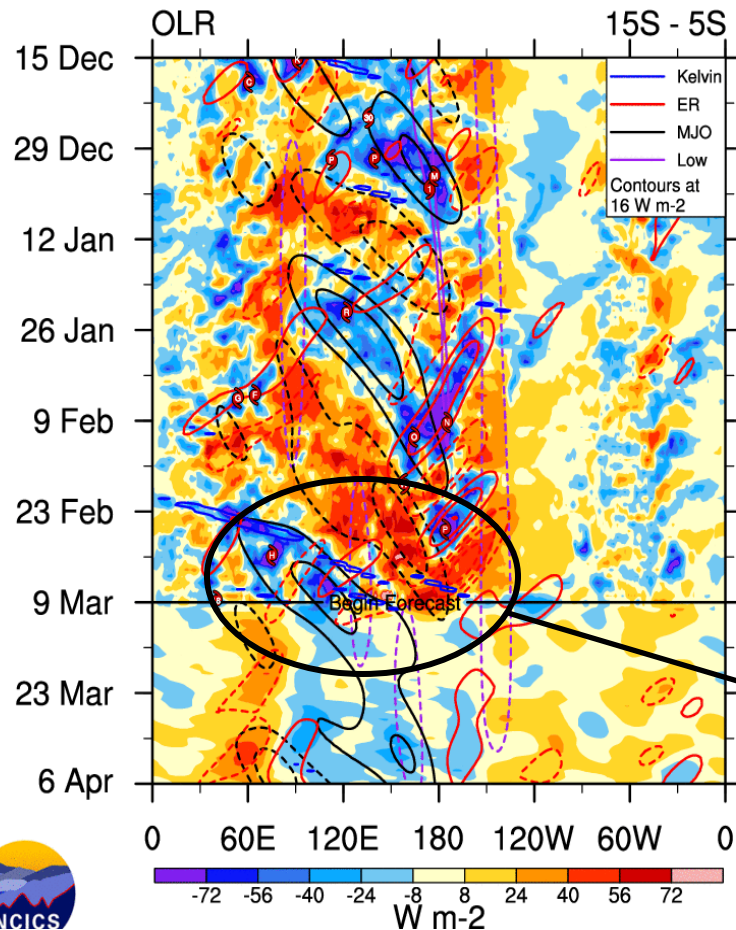 OLR 15S - 5S
15 Dec
29 Dec
12 Jan
26 Jan
9 Feb
23 Feb
9 Mar
23 Mar
6 Apr
Kelvin
ER
MJO
Low
Contours at
16 W m-2
K
C
30
P
P
M
1
R
G
F
N
O
P
H
Begin Forecast
0 60E 120E 180 120W 60W 0
-72 -56 -40 -24 -8 8 24 40 56 72
W m-2
NCICS